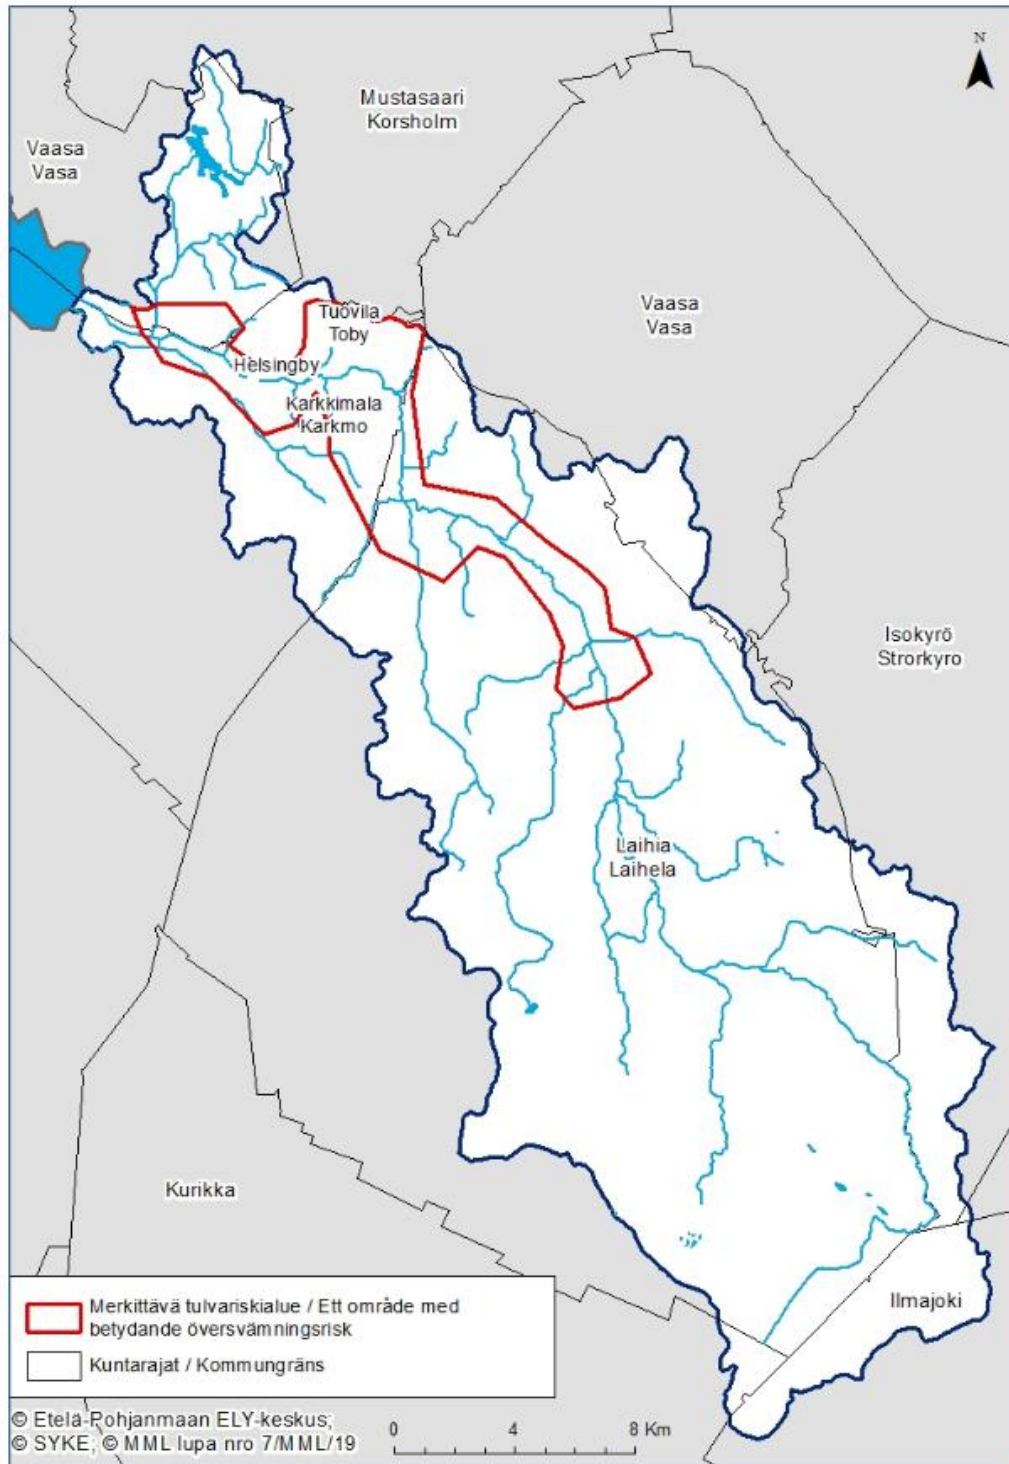 N
Mustasaari
Korsholm
Vaasa
Vasa
Vaasa
Vasa
Tuovila
Toby
Helsingby
Karkkimala
Karkmo
Isokyrö
Strorkyro
Laihia
Laihela
Kurikka
Ilmajoki
Merkittävä tulvariskialue / Ett område med
betydande översvämningsrisk
Kuntarajat / Kommungräns
© Etelä-Pohjanmaan ELY-keskus;
© SYKE; © MML lupa nro 7/MML/19
0 4 8 Km